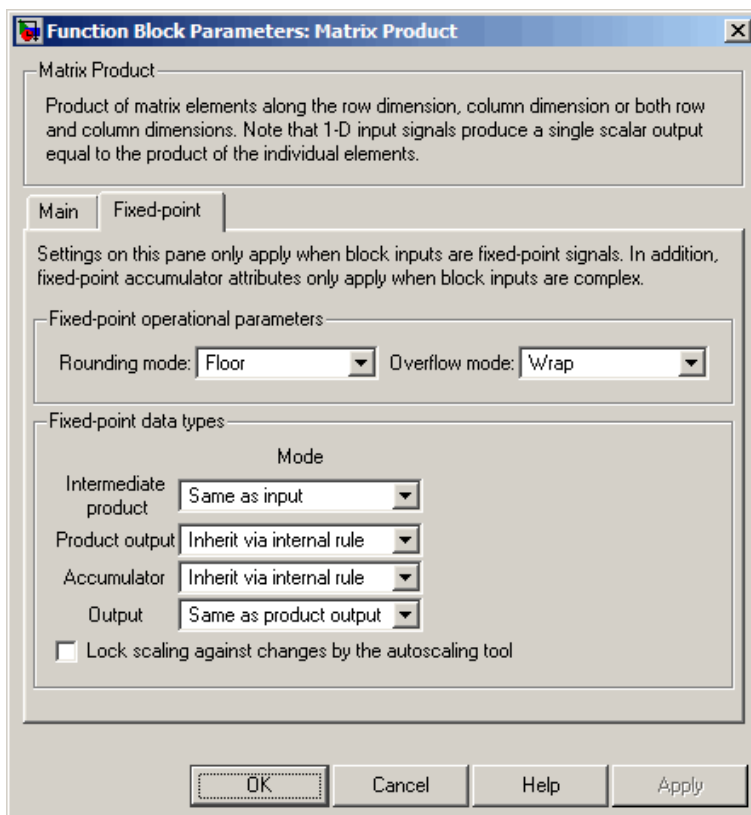 Function Block Parameters: Matrix Product
Matrix Product
Product of matrix elements along the row dimension, column dimension or both row
and column dimensions. Note that 1-D input signals produce a single scalar output
equal to the product of the individual elements.
Main Fixed-point
Settings on this pane only apply when block inputs are fixed-point signals. In addition,
fixed-point accumulator attributes only apply when block inputs are complex.
Fixed-point operational parameters
Rounding mode: Floor Overflow mode: Wrap
Fixed-point data types
Mode
Intermediate
product Same as input
Product output Inherit via internal rule
Accumulator Inherit via internal rule
Output Same as product output
Lock scaling against changes by the autoscaling tool
OK Cancel Help Apply